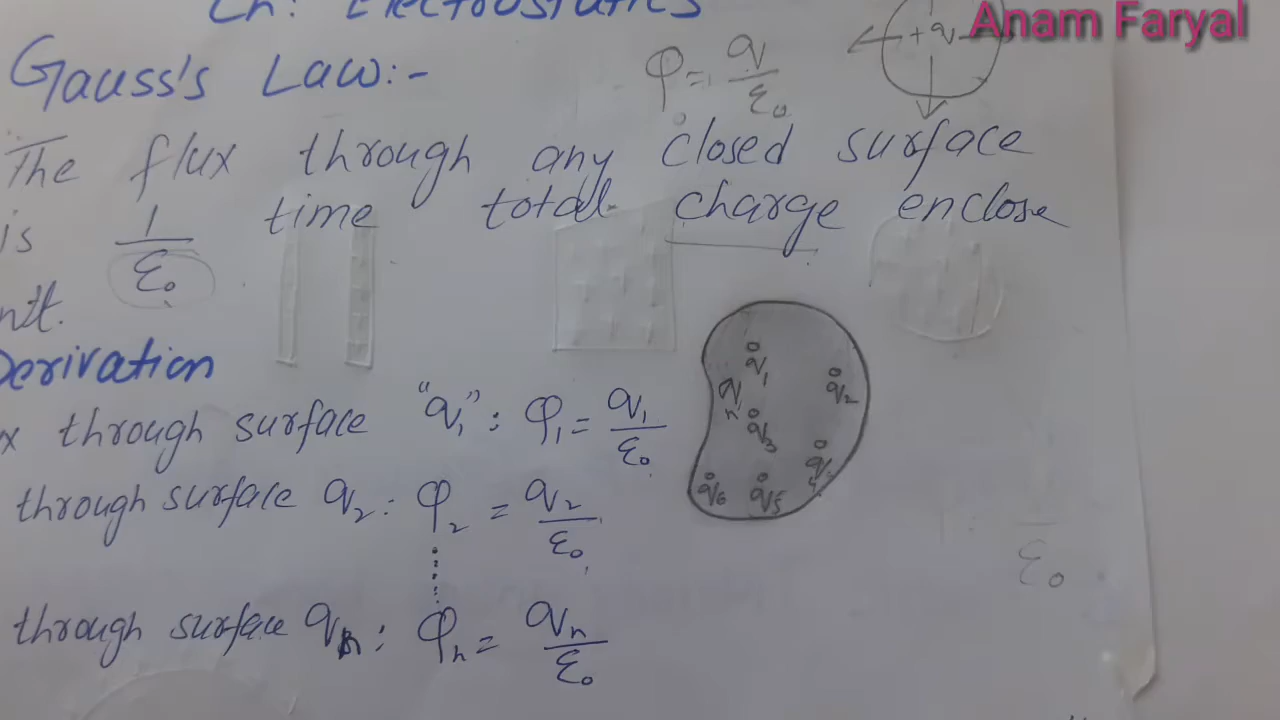 Ch: Electrostatics
Anam Faryal
Gauss's Law:-
φ = q/ε₀
+q
The flux through any closed surface
is 1/ε₀ time total charge enclose
Derivation
through surface "q₁": φ₁ = q₁/ε₀
through surface q₂: φ₂ = q₂/ε₀
through surface qₙ: φₙ = qₙ/ε₀
q₁
qₙ
q₂
q₃
q₆
q₅
ε₀